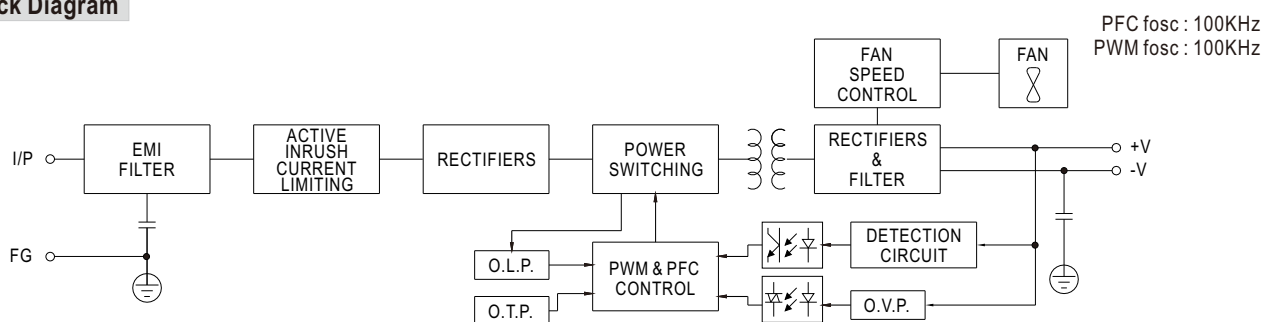 ck Diagram
PFC fosc : 100KHz
PWM fosc : 100KHz
FAN
SPEED
CONTROL
FAN
I/P
EMI
FILTER
ACTIVE
INRUSH
CURRENT
LIMITING
RECTIFIERS
POWER
SWITCHING
RECTIFIERS
&
FILTER
+V
-V
FG
O.L.P.
O.T.P.
PWM & PFC
CONTROL
DETECTION
CIRCUIT
O.V.P.